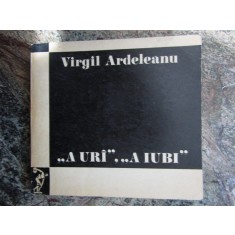 Virgil Ardeleanu
„A URÎ”, „A IUBI”